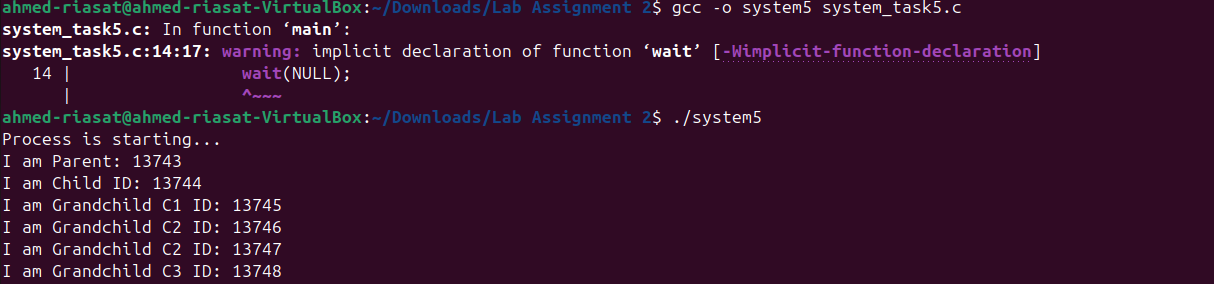 ahmed-riasat@ahmed-riasat-VirtualBox:~/Downloads/Lab Assignment 2$ gcc -o system5 system_task5.c
system_task5.c: In function ‘main’:
system_task5.c:14:17: warning: implicit declaration of function ‘wait’ [-Wimplicit-function-declaration]
   14 |                 wait(NULL);
      |                 ^~~~
ahmed-riasat@ahmed-riasat-VirtualBox:~/Downloads/Lab Assignment 2$ ./system5
Process is starting...
I am Parent: 13743
I am Child ID: 13744
I am Grandchild C1 ID: 13745
I am Grandchild C2 ID: 13746
I am Grandchild C2 ID: 13747
I am Grandchild C3 ID: 13748